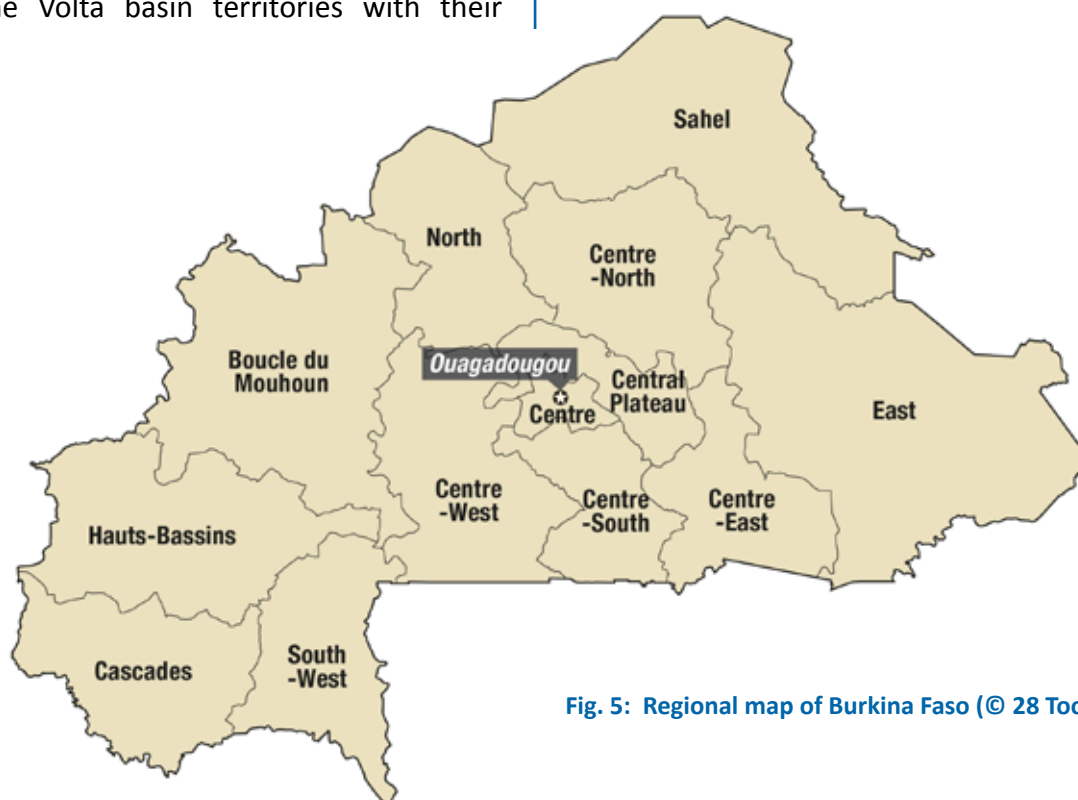 Volta basin territories with their
Sahel
North
Centre
-North
Boucle du
Mouhoun
Ouagadougou
Central
Plateau
Centre
East
Centre
-West
Centre
-South
Centre
-East
Hauts-Bassins
South
-West
Cascades
Fig. 5: Regional map of Burkina Faso (© 28